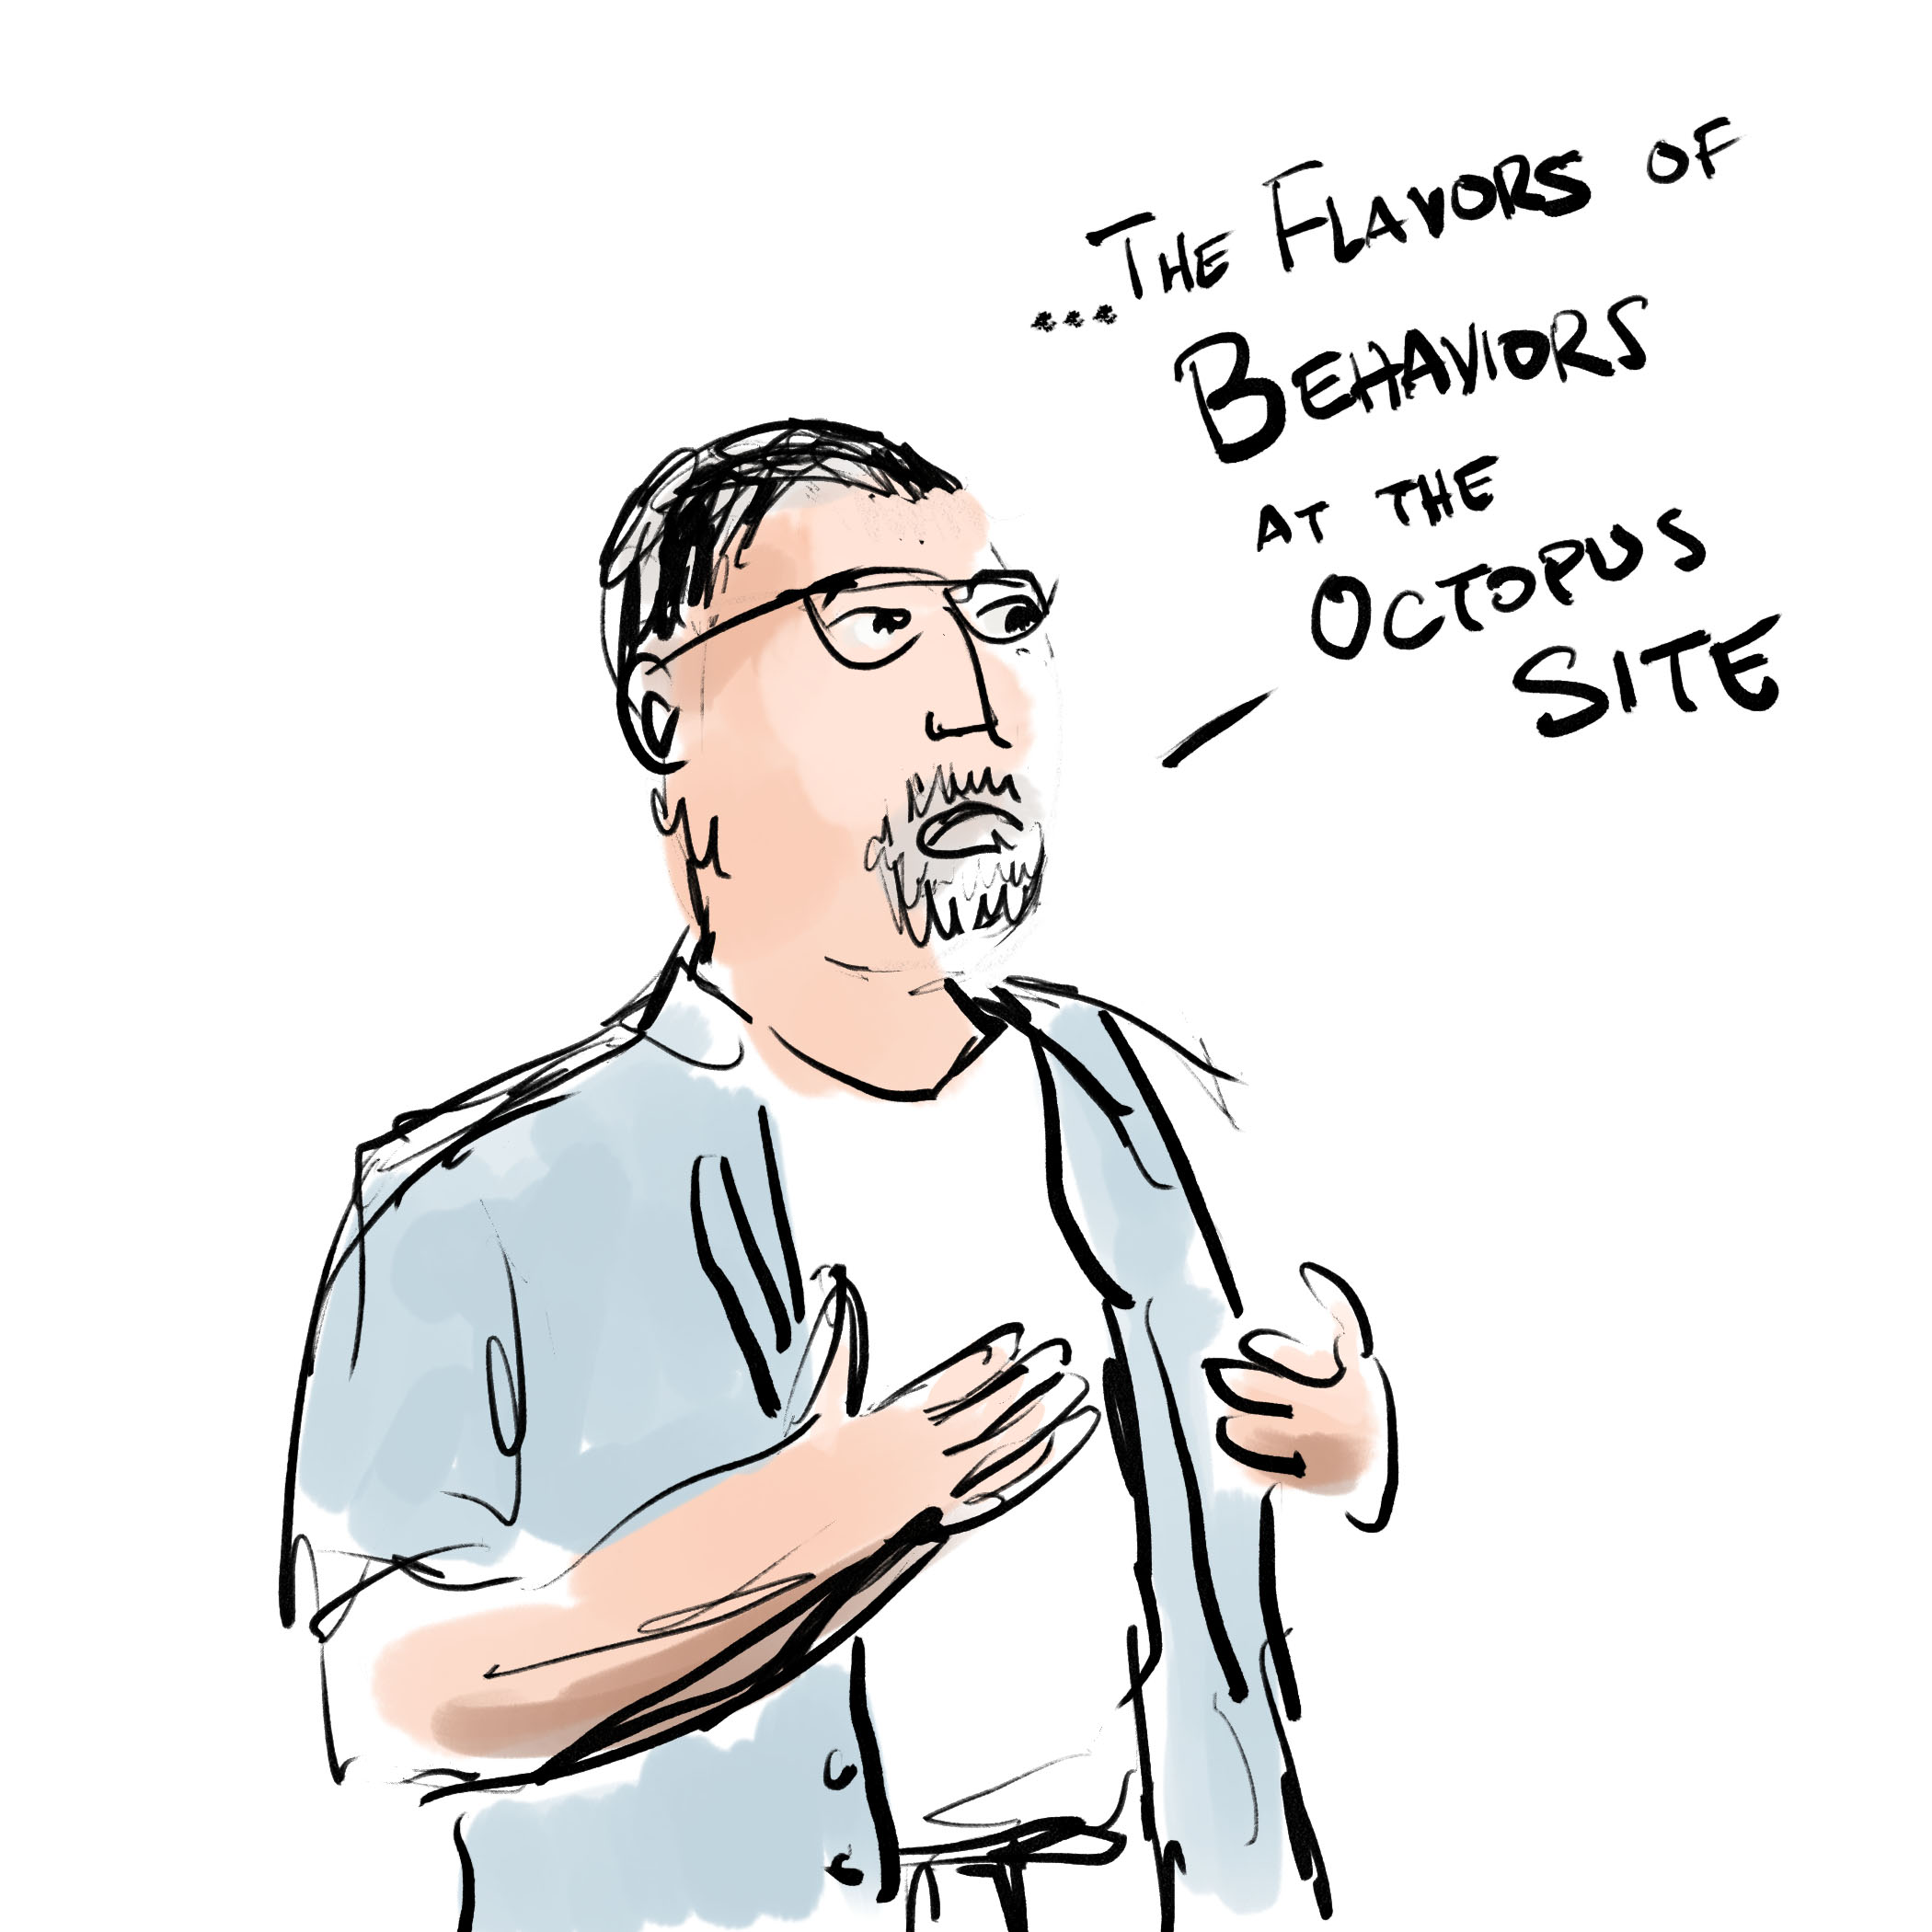 ...THE FLAVORS OF
BEHAVIORS
AT THE
OCTOPUS
SITE